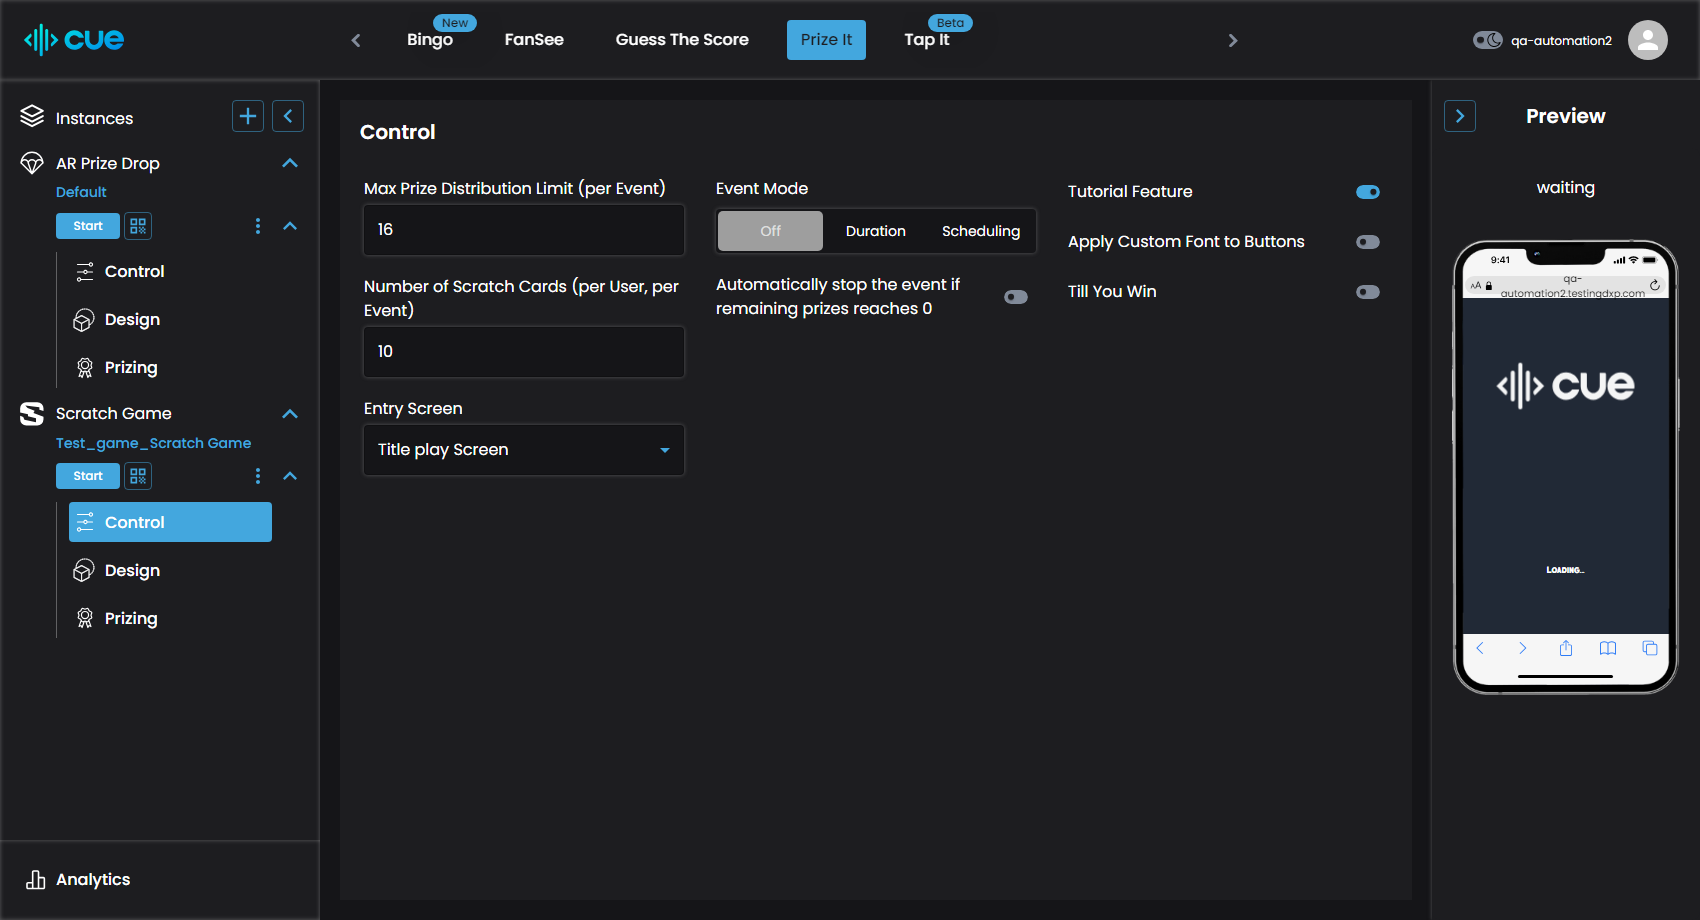 cue
Bingo
New
FanSee
Guess The Score
Prize It
Tap It
Beta
qa-automation2
Instances
AR Prize Drop
Default
Start
Control
Design
Prizing
Scratch Game
Test_game_Scratch Game
Start
Control
Design
Prizing
Analytics
Control
Max Prize Distribution Limit (per Event)
16
Number of Scratch Cards (per User, per
Event)
10
Entry Screen
Title play Screen
Event Mode
Off
Duration
Scheduling
Automatically stop the event if
remaining prizes reaches 0
Tutorial Feature
Apply Custom Font to Buttons
Till You Win
Preview
waiting
9:41
AA
qa-
automation2.testingdxp.com
cue
LOADING...